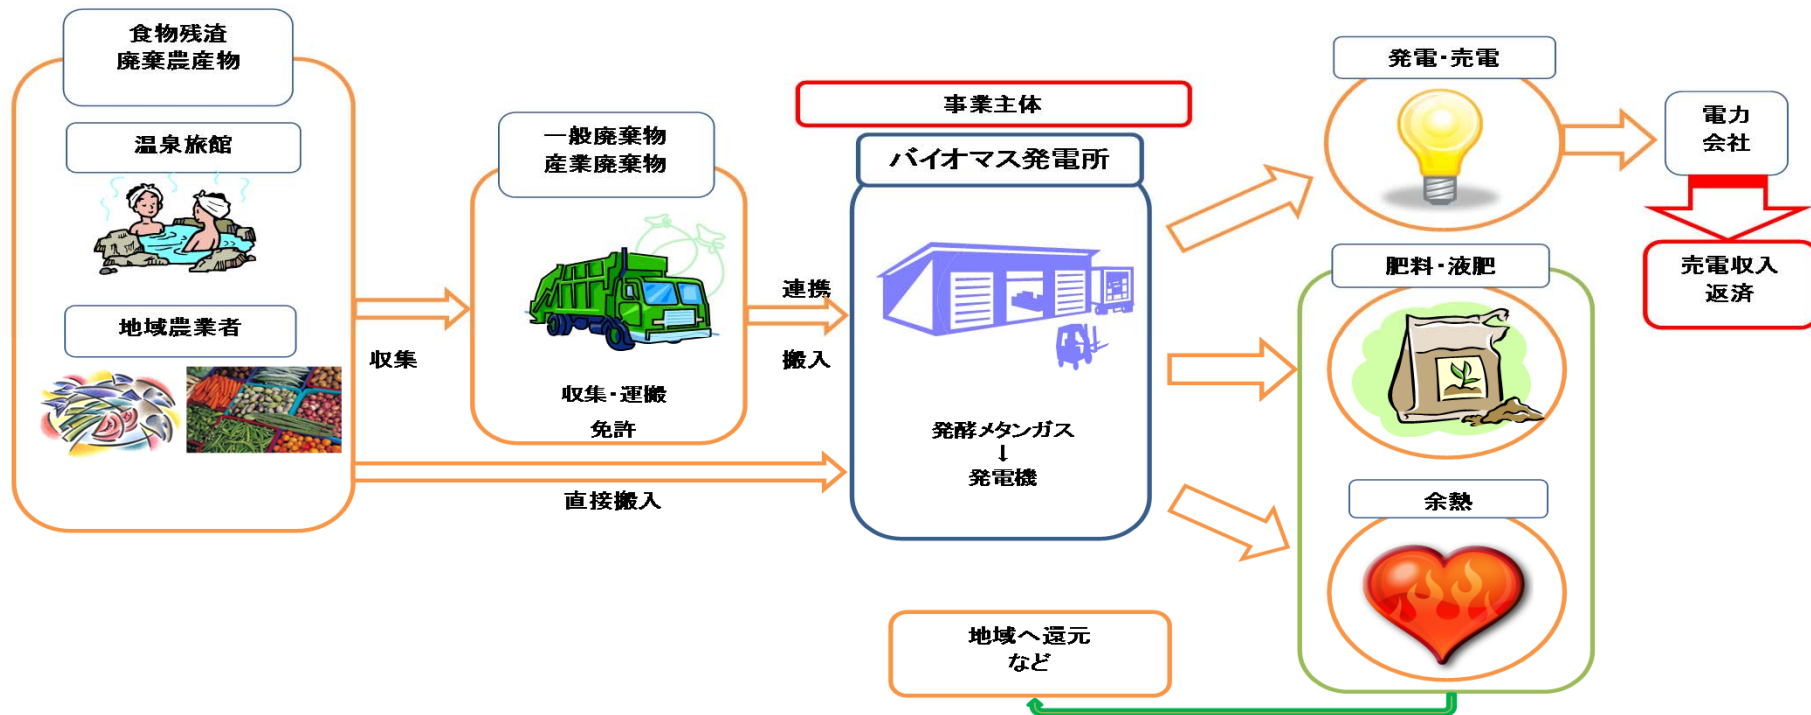 食物残渣
廃棄農産物
温泉旅館
地域農業者
収集
一般廃棄物
産業廃棄物
収集・運搬
免許
連携
搬入
直接搬入
事業主体
バイオマス発電所
発酵メタンガス
↓
発電機
発電・売電
電力
会社
売電収入
返済
肥料・液肥
余熱
地域へ還元
など